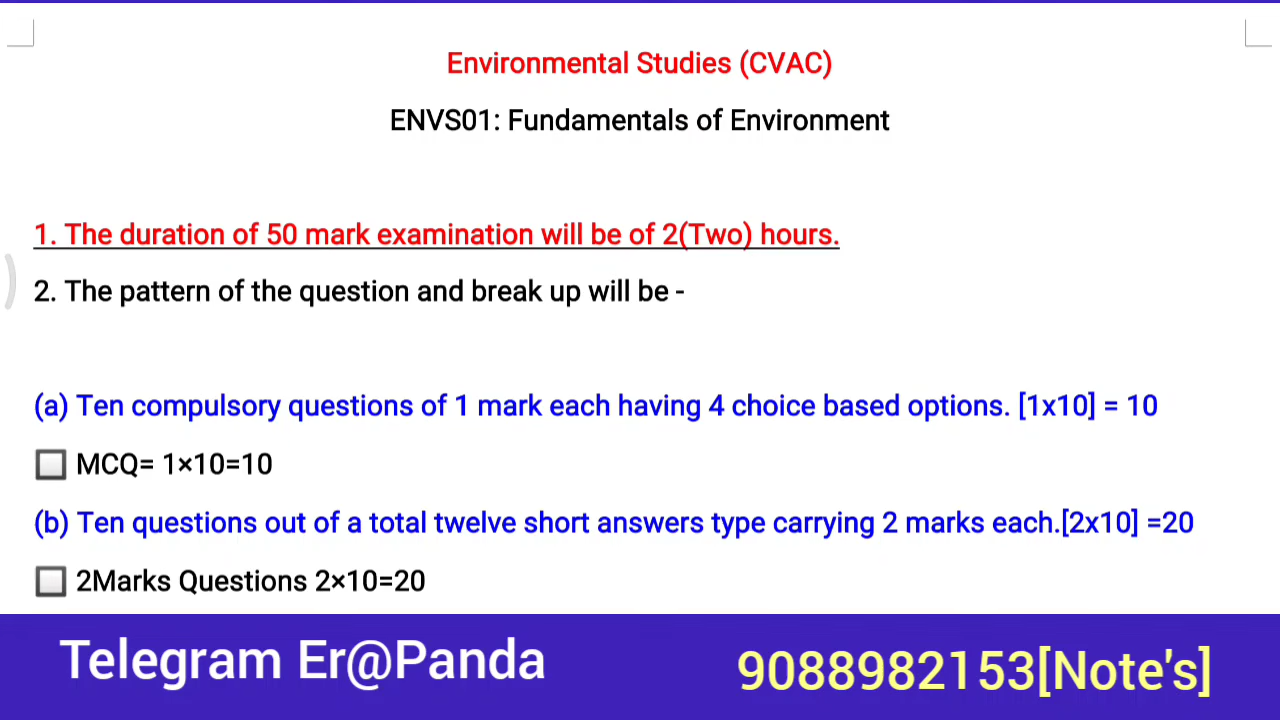 Environmental Studies (CVAC)
ENVS01: Fundamentals of Environment
1. The duration of 50 mark examination will be of 2(Two) hours.
2. The pattern of the question and break up will be -
(a) Ten compulsory questions of 1 mark each having 4 choice based options. [1x10] = 10
MCQ= 1×10=10
(b) Ten questions out of a total twelve short answers type carrying 2 marks each.[2x10] =20
2Marks Questions 2×10=20
Telegram Er@Panda
9088982153[Note's]